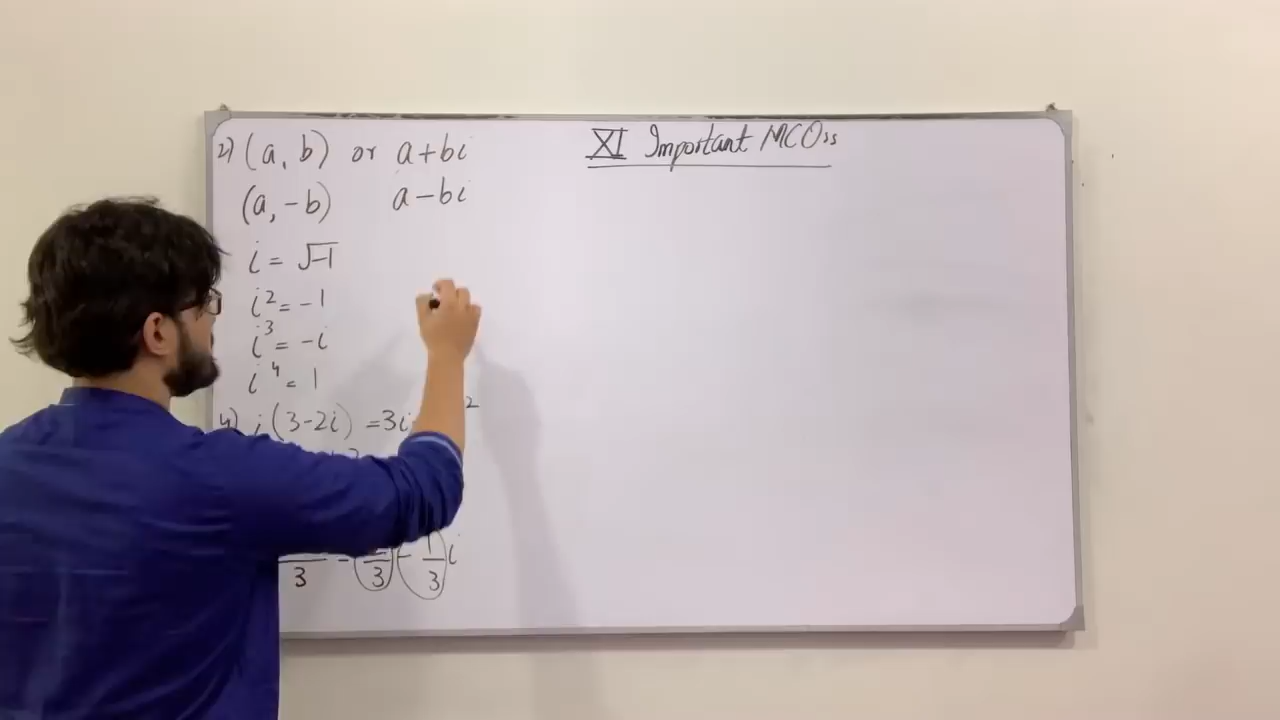 XI Important MCQs
2) (a, b) or a+bi
(a, -b) a-bi
i = √-1
i² = -1
i³ = -i
i⁴ = 1
4) i(3-2i) =3i
3 = 3 - 1/3 i